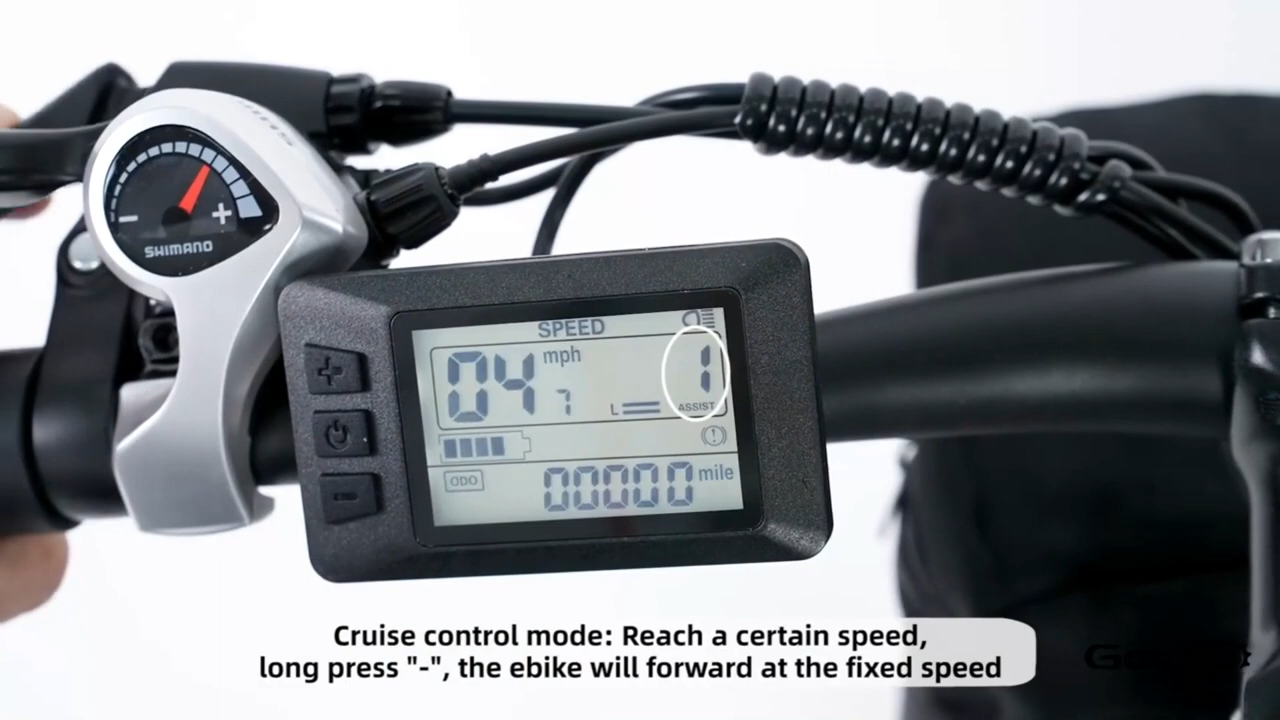 SHIMANO
SPEED
04 7 mph
1
L
ASSIST
ODO
00000 mile
Cruise control mode: Reach a certain speed,
long press "-", the ebike will forward at the fixed speed